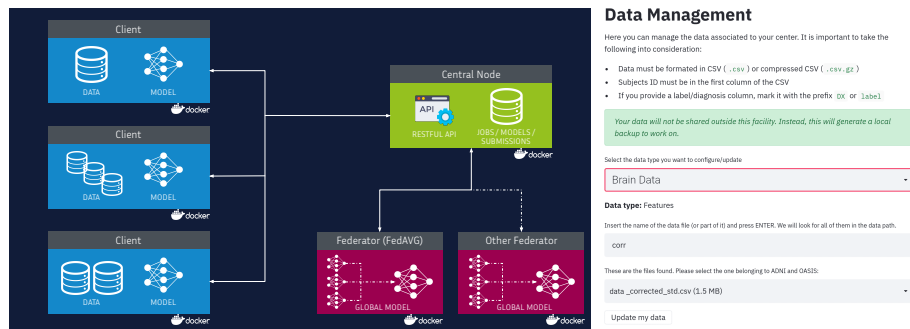 Client
DATA
MODEL
docker
Client
DATA
MODEL
docker
Client
DATA
MODEL
docker
Central Node
API
RESTFUL API
JOBS / MODELS /
SUBMISSIONS
docker
Federator (FedAVG)
GLOBAL MODEL
docker
Other Federator
GLOBAL MODEL
docker
Data Management
Here you can manage the data associated to your center. It is important to take the
following into consideration:
• Data must be formated in CSV ( .csv ) or compressed CSV ( .csv.gz )
• Subjects ID must be in the first column of the CSV
• If you provide a label/diagnosis column, mark it with the prefix DX or label
Your data will not be shared outside this facility. Instead, this will generate a local
backup to work on.
Select the data type you want to configure/update
Brain Data
Data type: Features
Insert the name of the data file (or part of it) and press ENTER. We will look for all of them in the data path.
corr
These are the files found. Please select the one belonging to ADNI and OASIS:
data _corrected_std.csv (1.5 MB)
Update my data